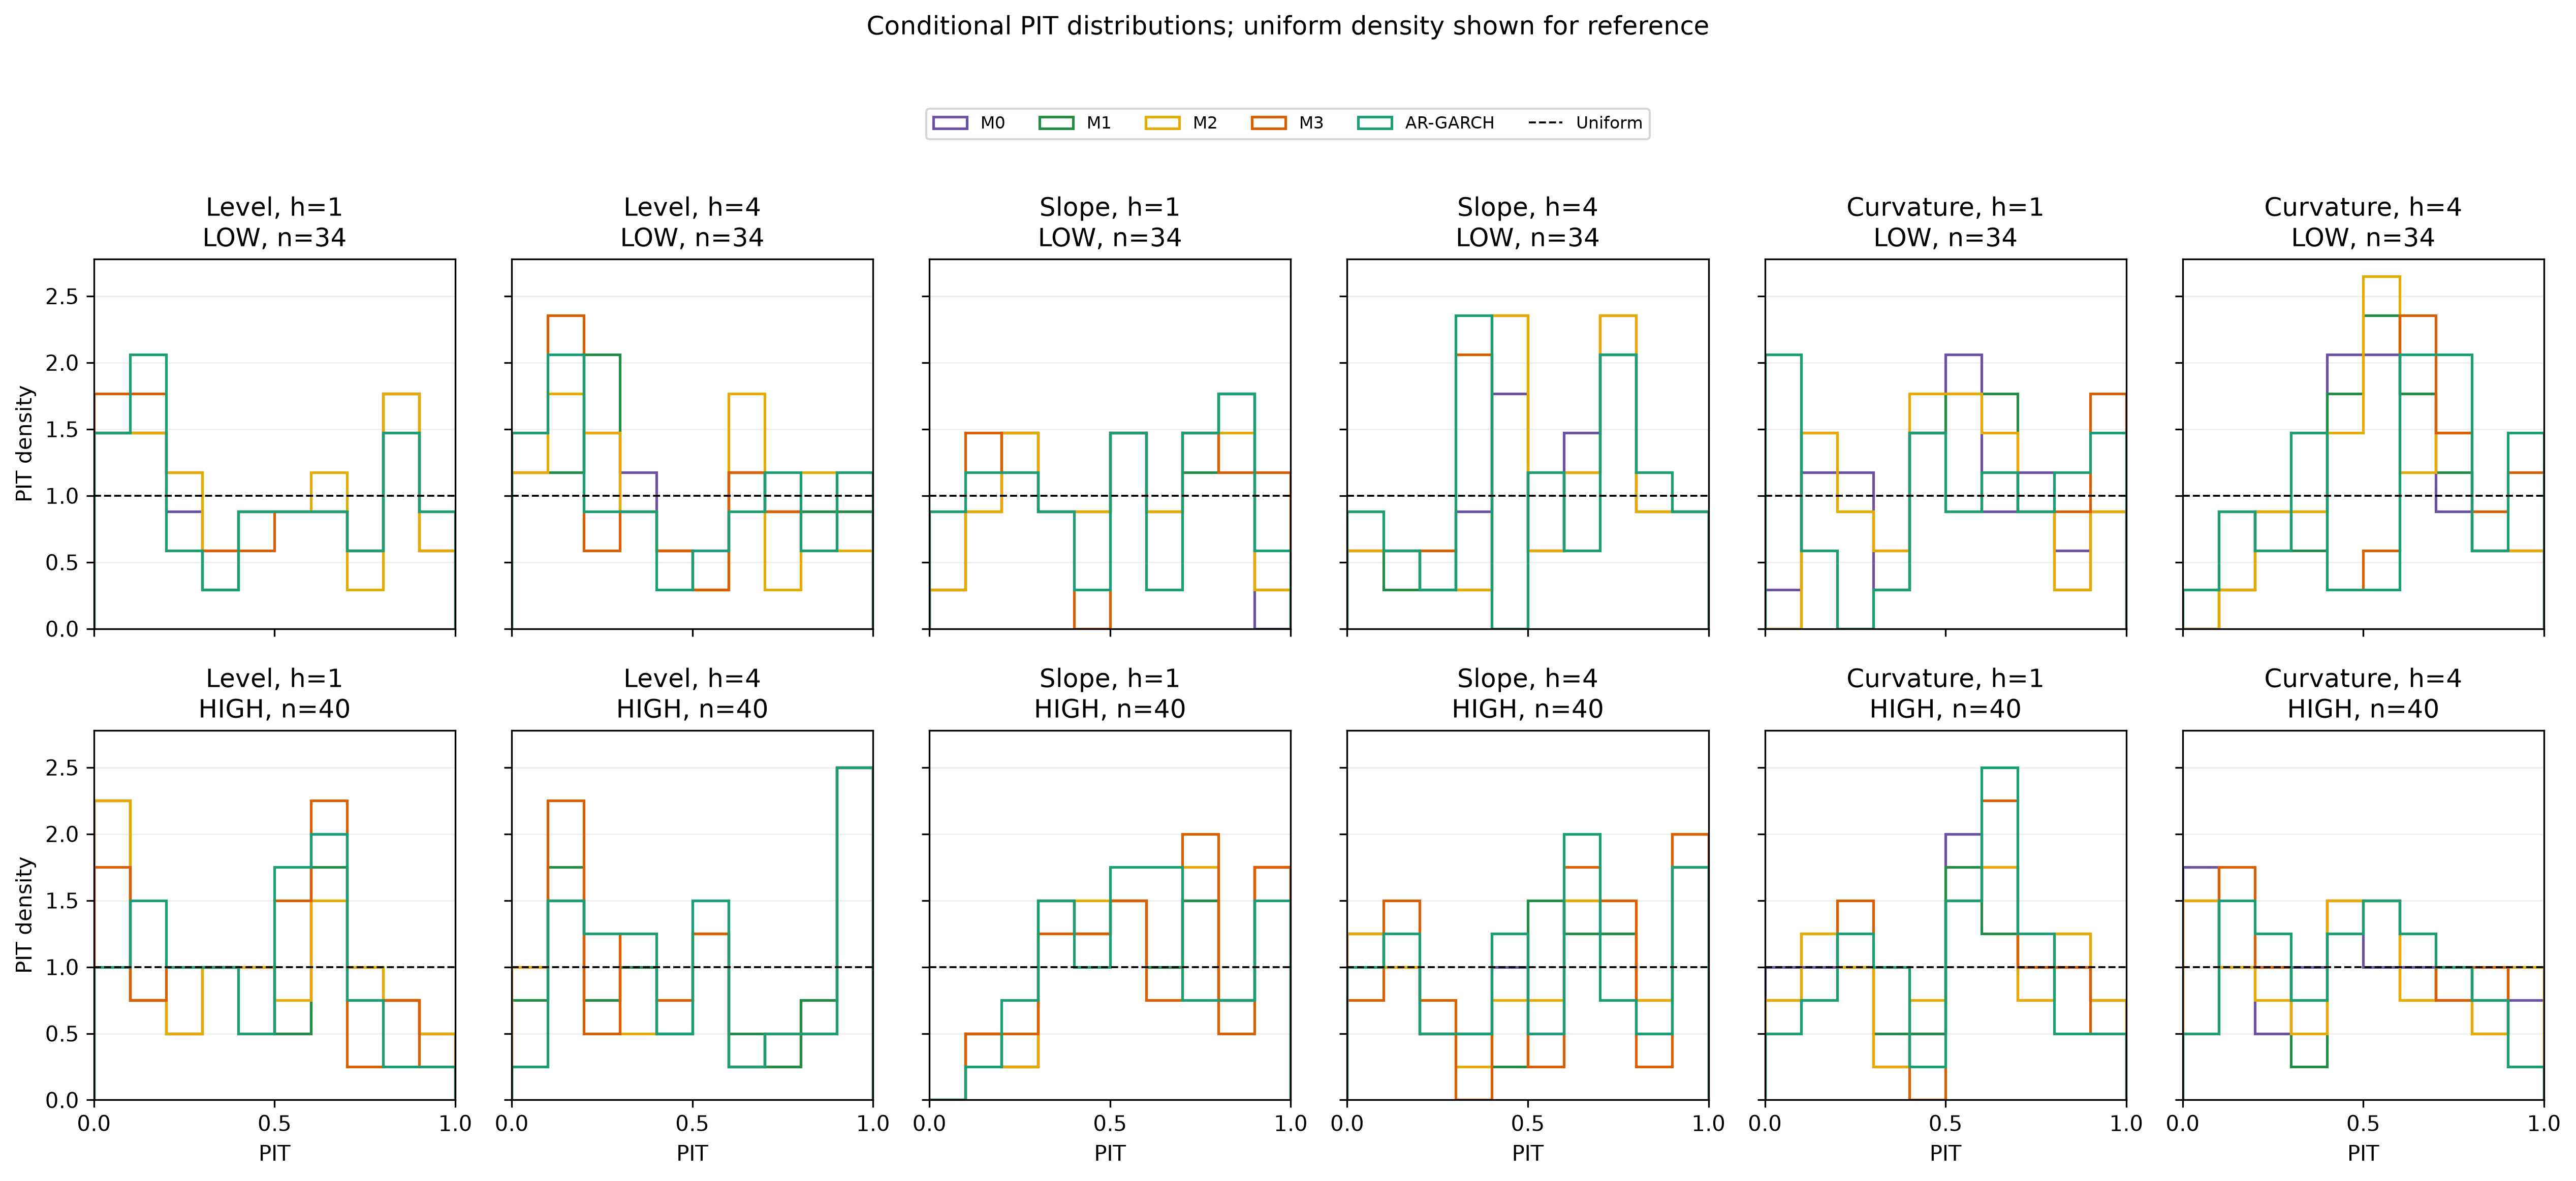 Conditional PIT distributions; uniform density shown for reference
M0 M1 M2 M3 AR-GARCH Uniform
Level, h=1
LOW, n=34
Level, h=4
LOW, n=34
Slope, h=1
LOW, n=34
Slope, h=4
LOW, n=34
Curvature, h=1
LOW, n=34
Curvature, h=4
LOW, n=34
PIT density
2.5
2.0
1.5
1.0
0.5
0.0
Level, h=1
HIGH, n=40
Level, h=4
HIGH, n=40
Slope, h=1
HIGH, n=40
Slope, h=4
HIGH, n=40
Curvature, h=1
HIGH, n=40
Curvature, h=4
HIGH, n=40
PIT density
2.5
2.0
1.5
1.0
0.5
0.0
0.0 0.5 1.0 0.0 0.5 1.0 0.0 0.5 1.0 0.0 0.5 1.0 0.0 0.5 1.0 0.0 0.5 1.0
PIT PIT PIT PIT PIT PIT